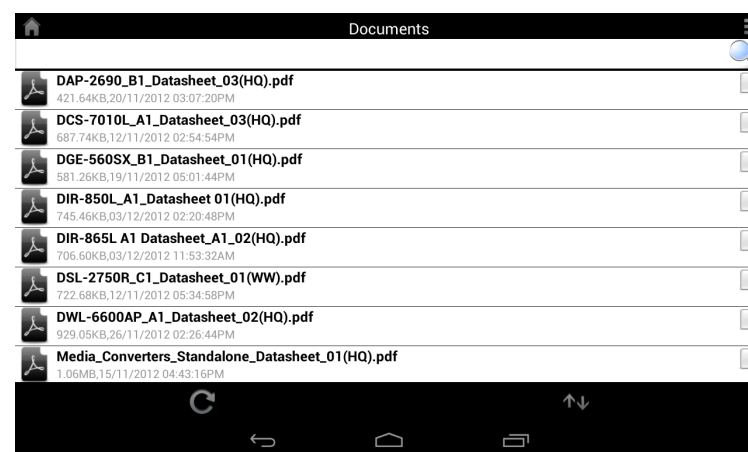 Documents
DAP-2690_B1_Datasheet_03(HQ).pdf
421.64KB,20/11/2012 03:07:20PM
DCS-7010L_A1_Datasheet_03(HQ).pdf
687.74KB,12/11/2012 02:54:54PM
DGE-560SX_B1_Datasheet_01(HQ).pdf
581.26KB,19/11/2012 05:01:44PM
DIR-850L_A1_Datasheet 01(HQ).pdf
745.46KB,03/12/2012 02:20:48PM
DIR-865L A1 Datasheet_A1_02(HQ).pdf
706.60KB,03/12/2012 11:53:32AM
DSL-2750R_C1_Datasheet_01(WW).pdf
722.68KB,12/11/2012 05:34:58PM
DWL-6600AP_A1_Datasheet_02(HQ).pdf
929.05KB,26/11/2012 02:26:44PM
Media_Converters_Standalone_Datasheet_01(HQ).pdf
1.06MB,15/11/2012 04:43:16PM